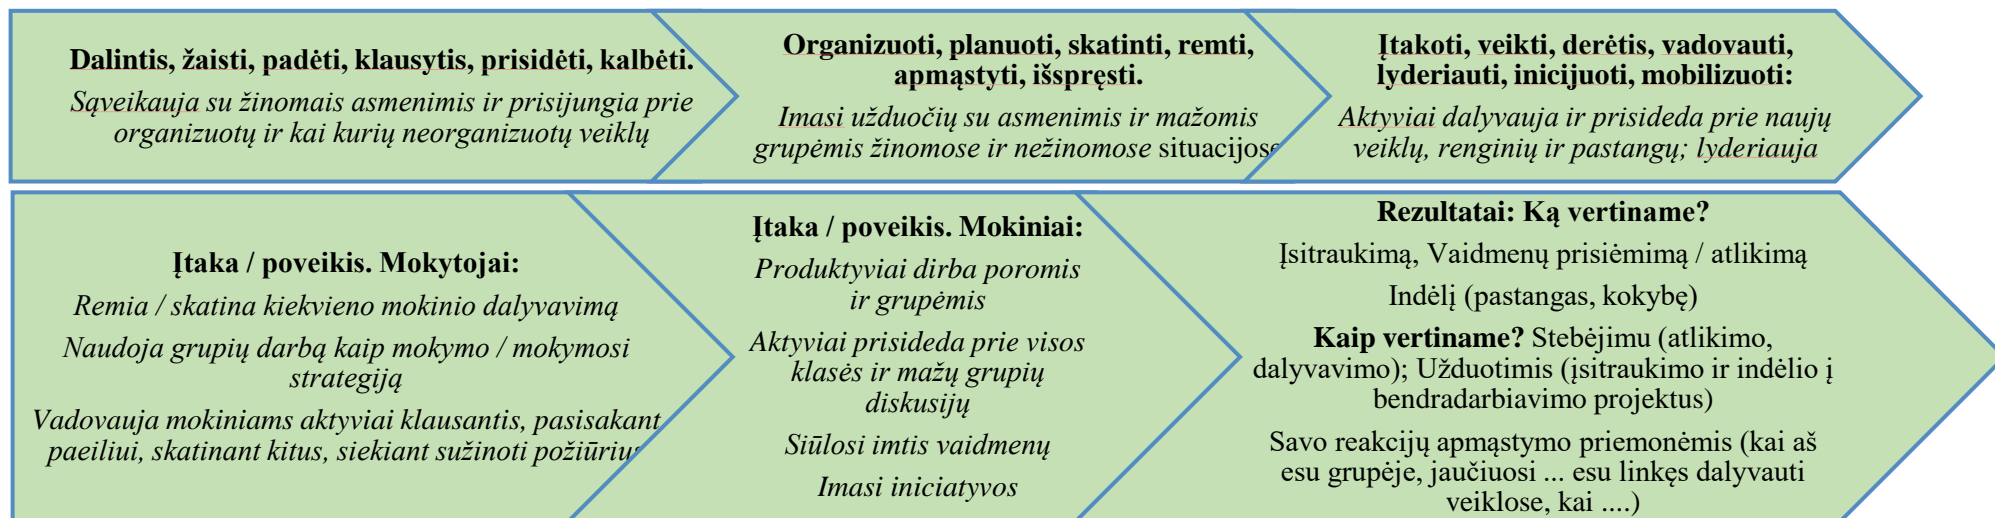 Dalintis, žaisti, padėti, klausytis, prisidėti, kalbėti.
Sąveikauja su žinomais asmenimis ir prisijungia prie
organizuotų ir kai kurių neorganizuotų veiklų
Organizuoti, planuoti, skatinti, remti,
apmąstyti, išspręsti.
Imasi užduočių su asmenimis ir mažomis
grupėmis žinomose ir nežinomose situacijose
Įtakoti, veikti, derėtis, vadovauti,
lyderiauti, inicijuoti, mobilizuoti:
Aktyviai dalyvauja ir prisideda prie naujų
veiklų, renginių ir pastangų; lyderiauja
Įtaka / poveikis. Mokytojai:
Remia / skatina kiekvieno mokinio dalyvavimą
Naudoja grupių darbą kaip mokymo / mokymosi
strategiją
Vadovauja mokiniams aktyviai klausantis, pasisakant
paeiliui, skatinant kitus, siekiant sužinoti požiūrius
Įtaka / poveikis. Mokiniai:
Produktyviai dirba poromis
ir grupėmis
Aktyviai prisideda prie visos
klasės ir mažų grupių
diskusijų
Siūlosi imtis vaidmenų
Imasi iniciatyvos
Rezultatai: Ką vertiname?
Įsitraukimą, Vaidmenų prisiėmimą / atlikimą
Indėlį (pastangas, kokybę)
Kaip vertiname? Stebėjimu (atlikimo,
dalyvavimo); Užduotimis (įsitraukimo ir indėlio į
bendradarbiavimo projektus)
Savo reakcijų apmąstymo priemonėmis (kai aš
esu grupėje, jaučiuosi ... esu linkęs dalyvauti
veiklose, kai ....)